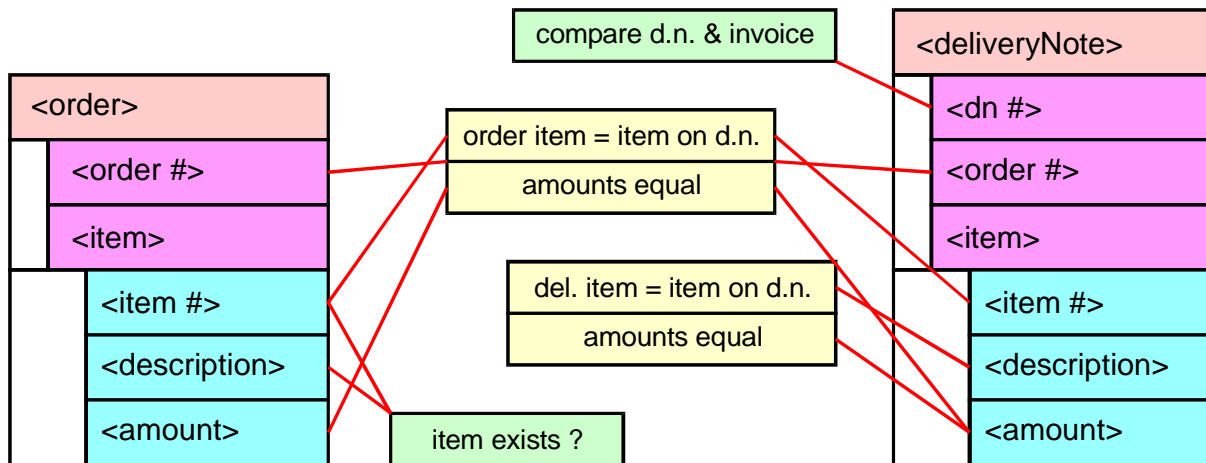 compare d.n. & invoice
<order>
<order #>
<item>
<item #>
<description>
<amount>
order item = item on d.n.
amounts equal
del. item = item on d.n.
amounts equal
item exists ?
<deliveryNote>
<dn #>
<order #>
<item>
<item #>
<description>
<amount>